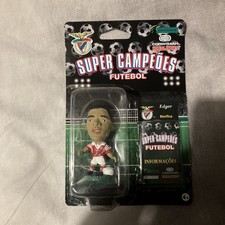 SUPER CAMPEÕES
FUTEBOL
Edgar
Benfica
SUPER CAMPEÕES
FUTEBOL
INFORMAÇÕES